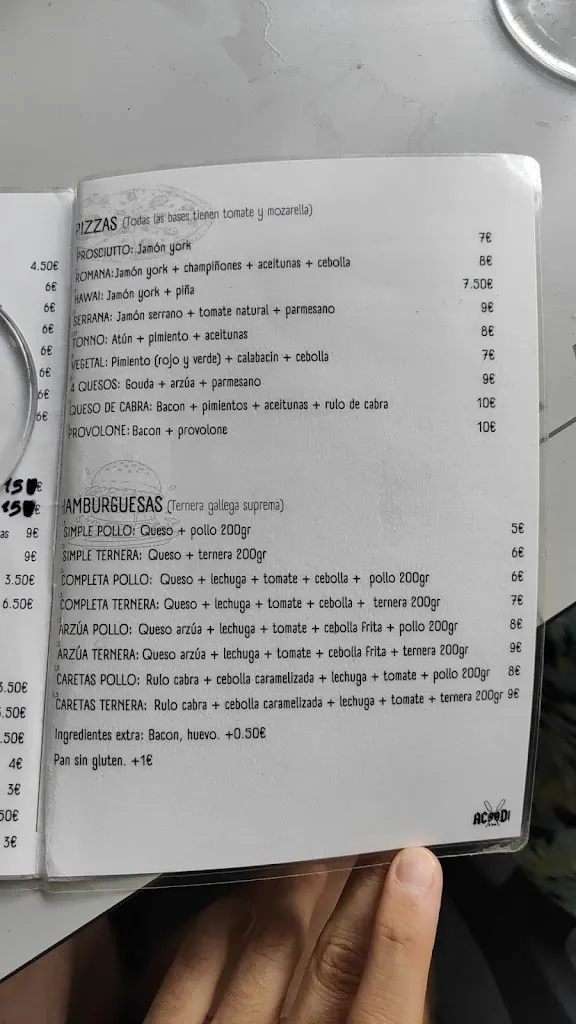 PIZZAS (Todas las bases tienen tomate y mozarella)
PROSCIUTTO: Jamón york 7€
ROMANA: Jamón york + champiñones + aceitunas + cebolla 8€
HAWAI: Jamón york + piña 7.50€
SERRANA: Jamón serrano + tomate natural + parmesano 9€
TONNO: Atún + pimiento + aceitunas 8€
VEGETAL: Pimiento (rojo y verde) + calabacín + cebolla 7€
4 QUESOS: Gouda + arzúa + parmesano 9€
QUESO DE CABRA: Bacon + pimientos + aceitunas + rulo de cabra 10€
PROVOLONE: Bacon + provolone 10€
HAMBURGUESAS (Ternera gallega suprema)
SIMPLE POLLO: Queso + pollo 200gr 5€
SIMPLE TERNERA: Queso + ternera 200gr 6€
COMPLETA POLLO: Queso + lechuga + tomate + cebolla + pollo 200gr 6€
COMPLETA TERNERA: Queso + lechuga + tomate + cebolla + ternera 200gr 7€
ARZÚA POLLO: Queso arzúa + lechuga + tomate + cebolla frita + pollo 200gr 8€
ARZÚA TERNERA: Queso arzúa + lechuga + tomate + cebolla frita + ternera 200gr 9€
CARETAS POLLO: Rulo cabra + cebolla caramelizada + lechuga + tomate + pollo 200gr 8€
CARETAS TERNERA: Rulo cabra + cebolla caramelizada + lechuga + tomate + ternera 200gr 9€
Ingredientes extra: Bacon, huevo. +0.50€
Pan sin gluten. +1€
4.50€
6€
6€
6€
6€
6€
6€
6€
9€
9€
3.50€
6.50€
3.50€
4€
3€
3€